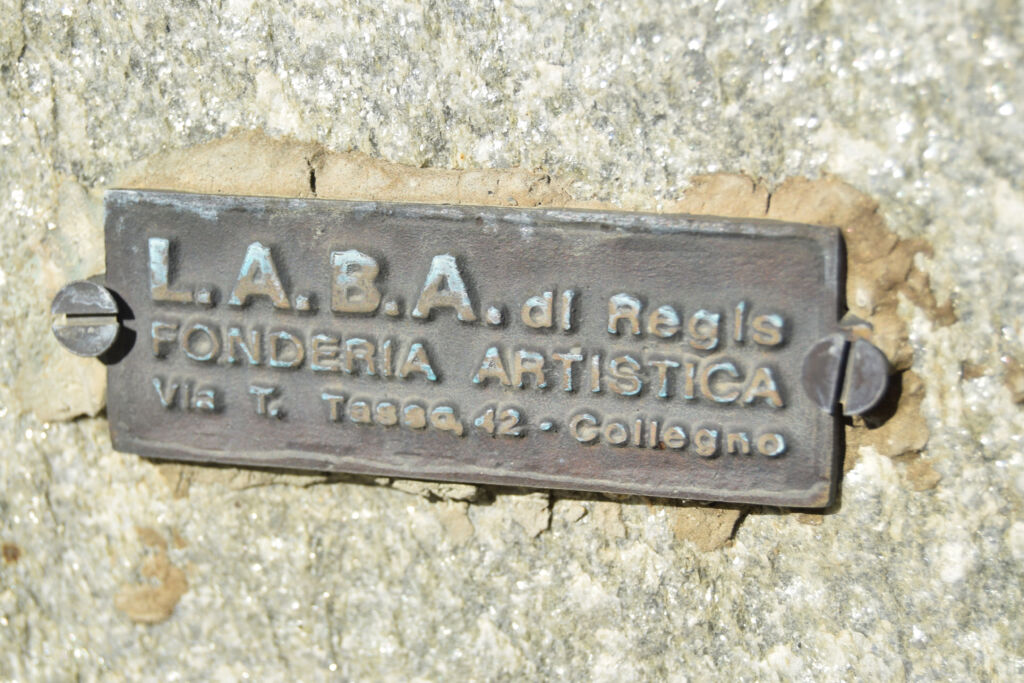 L.A.B.A. di Regis
FONDERIA ARTISTICA
Via T. Tasso, 42 - Collegno